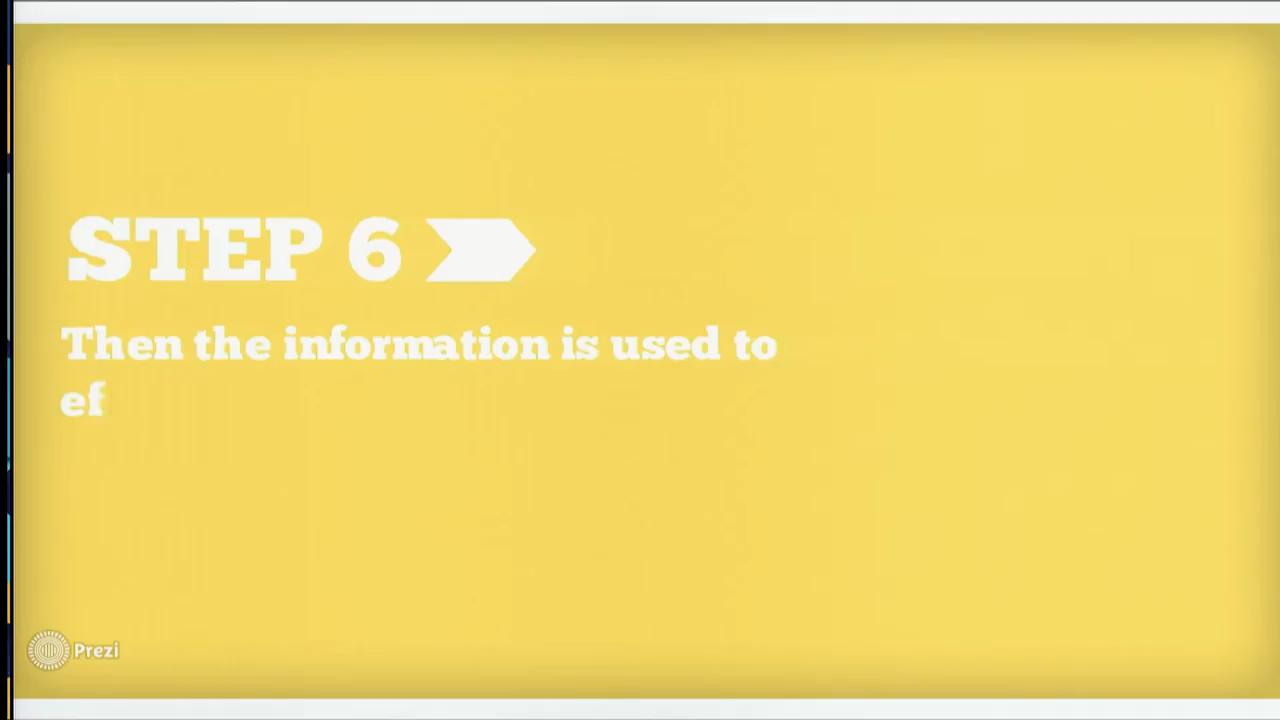 STEP 6
Then the information is used to
ef
Prezi